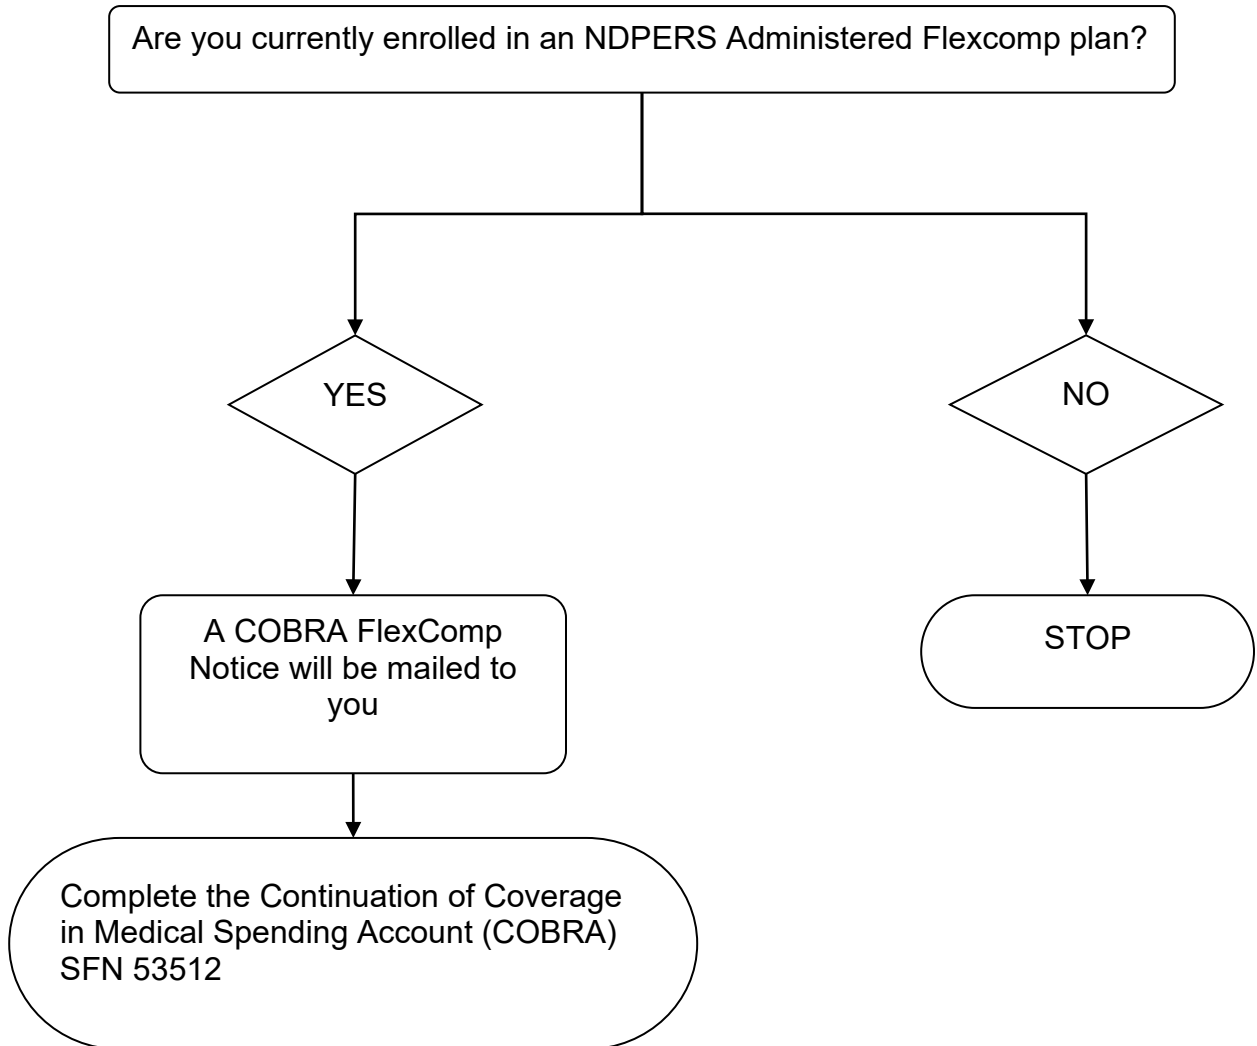 Are you currently enrolled in an NDPERS Administered Flexcomp plan?
YES
NO
A COBRA FlexComp
Notice will be mailed to
you
STOP
Complete the Continuation of Coverage
in Medical Spending Account (COBRA)
SFN 53512